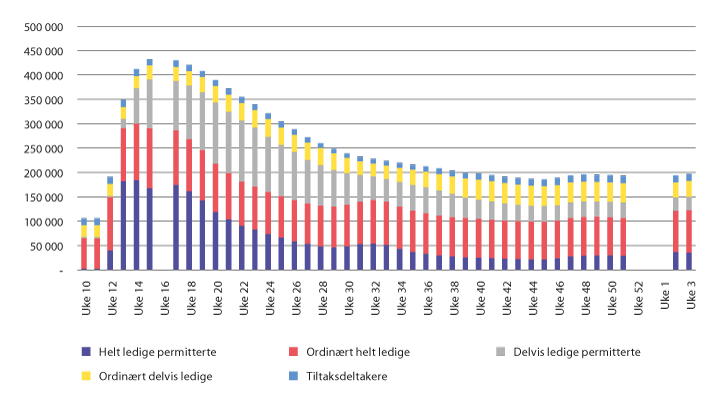 500 000
450 000
400 000
350 000
300 000
250 000
200 000
150 000
100 000
50 000
-
Uke 10
Uke 12
Uke 14
Uke 16
Uke 18
Uke 20
Uke 22
Uke 24
Uke 26
Uke 28
Uke 30
Uke 32
Uke 34
Uke 36
Uke 38
Uke 40
Uke 42
Uke 44
Uke 46
Uke 48
Uke 50
Uke 52
Uke 1
Uke 3
Helt ledige permitterte
Ordinært helt ledige
Delvis ledige permitterte
Ordinært delvis ledige
Tiltaksdeltakere